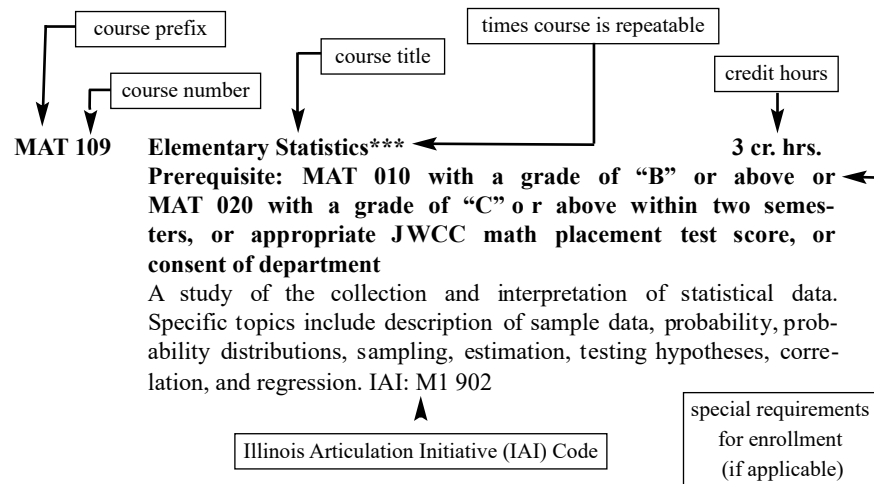 course prefix
times course is repeatable
course title
credit hours
course number
MAT 109 Elementary Statistics*** 3 cr. hrs.
Prerequisite: MAT 010 with a grade of “B” or above or
MAT 020 with a grade of “C” o r above within two semes-
ters, or appropriate JWCC math placement test score, or
consent of department
A study of the collection and interpretation of statistical data.
Specific topics include description of sample data, probability, prob-
ability distributions, sampling, estimation, testing hypotheses, corre-
lation, and regression. IAI: M1 902
Illinois Articulation Initiative (IAI) Code
special requirements
for enrollment
(if applicable)